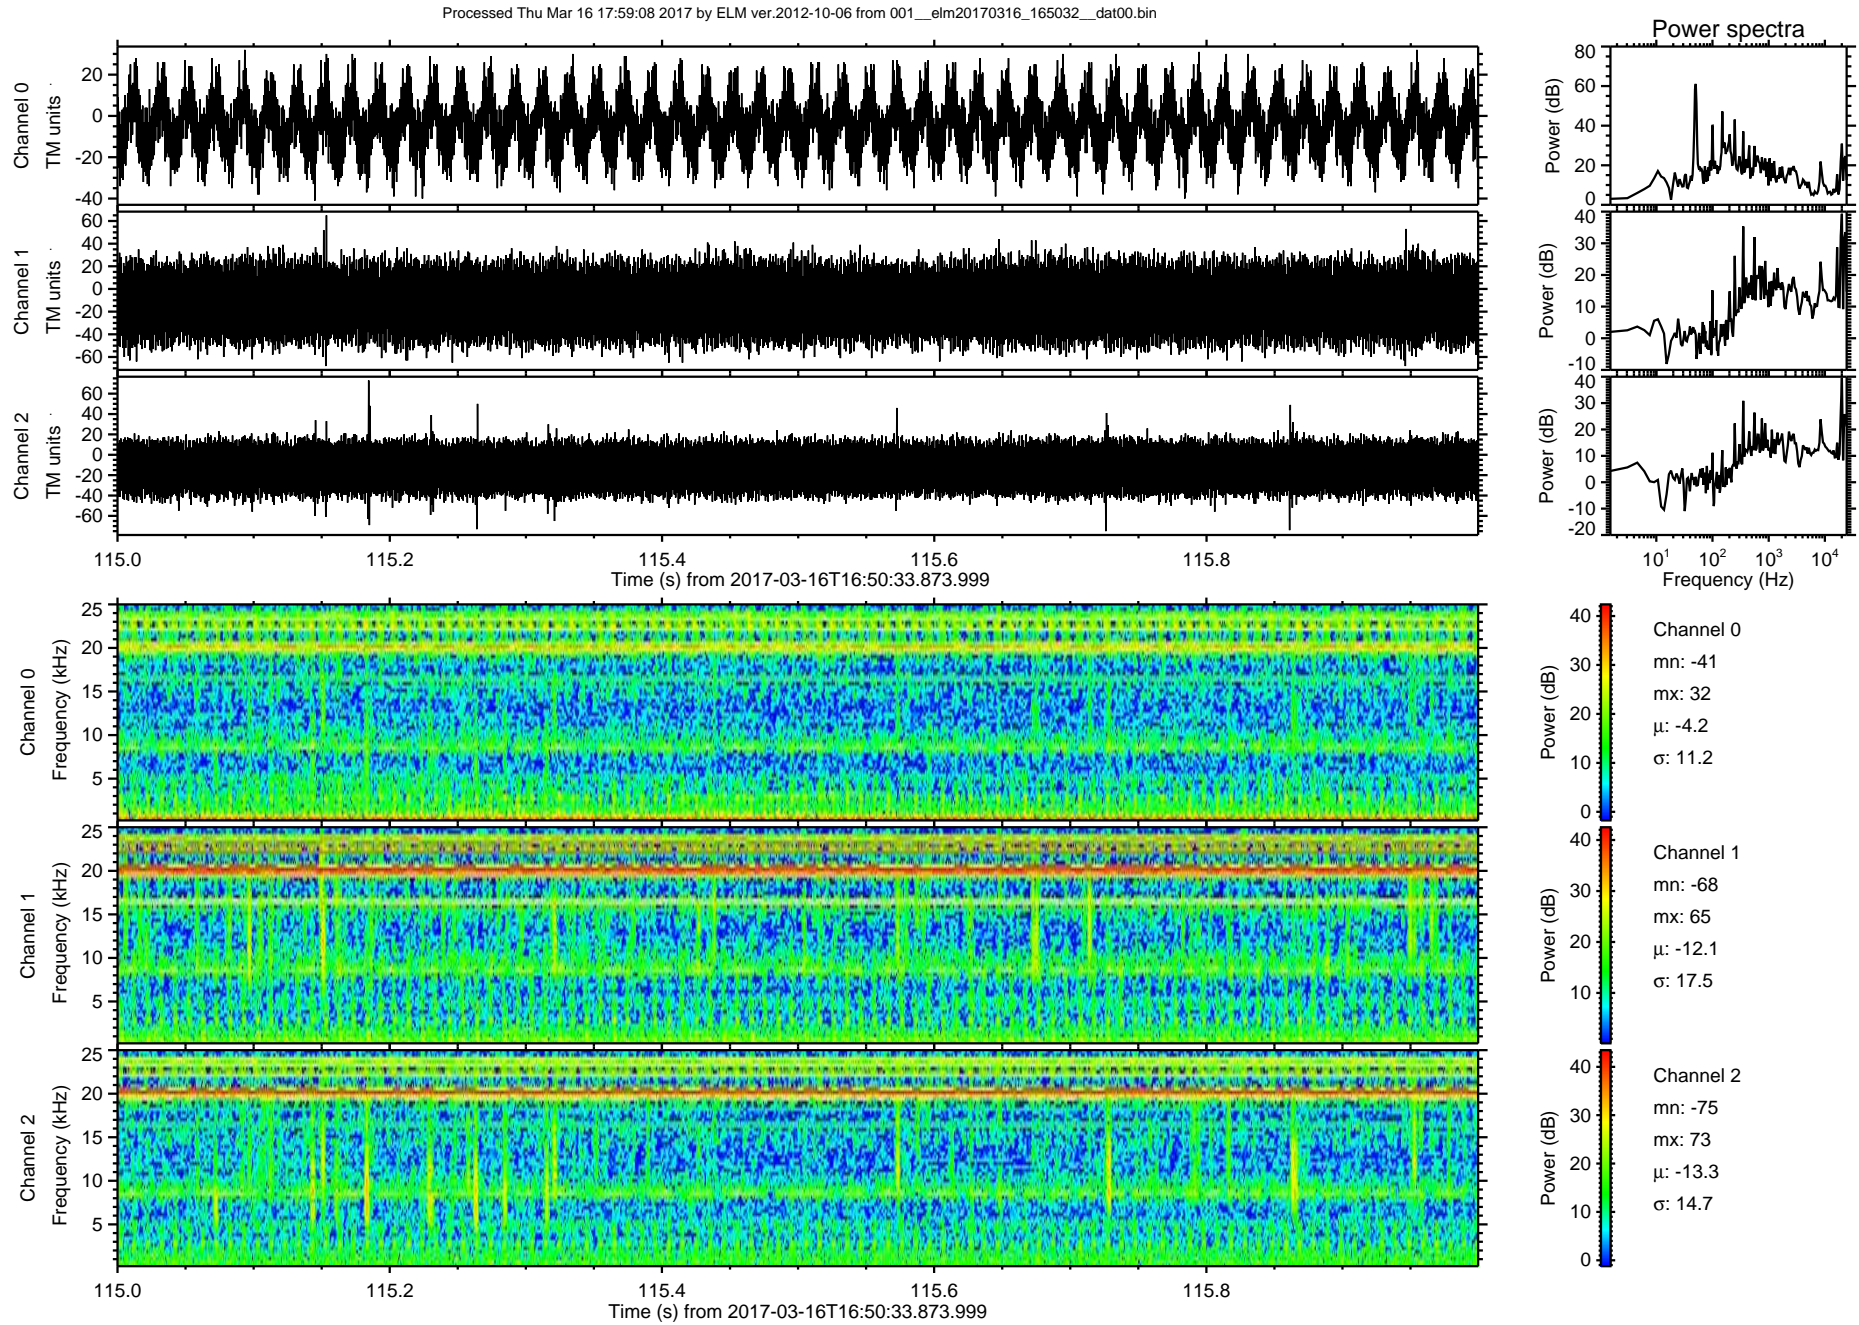 Processed Thu Mar 16 17:59:08 2017 by ELM ver.2012-10-06 from 001__elm20170316_165032__dat00.bin
Power spectra
Channel 0
TM units
20
0
-20
-40
Power (dB)
80
60
40
20
0
Channel 1
TM units
60
40
20
0
-20
-40
-60
Power (dB)
40
30
20
10
0
-10
Channel 2
TM units
60
40
20
0
-20
-40
-60
Power (dB)
40
30
20
10
0
-10
-20
115.0 115.2 115.4 115.6 115.8
Time (s) from 2017-03-16T16:50:33.873.999
10¹ 10² 10³ 10⁴
Frequency (Hz)
Channel 0
Frequency (kHz)
25
20
15
10
5
Power (dB)
40
30
20
10
0
Channel 0
mn: -41
mx: 32
µ: -4.2
σ: 11.2
Channel 1
Frequency (kHz)
25
20
15
10
5
Power (dB)
40
30
20
10
Channel 1
mn: -68
mx: 65
µ: -12.1
σ: 17.5
Channel 2
Frequency (kHz)
25
20
15
10
5
Power (dB)
40
30
20
10
0
Channel 2
mn: -75
mx: 73
µ: -13.3
σ: 14.7
115.0 115.2 115.4 115.6 115.8
Time (s) from 2017-03-16T16:50:33.873.999